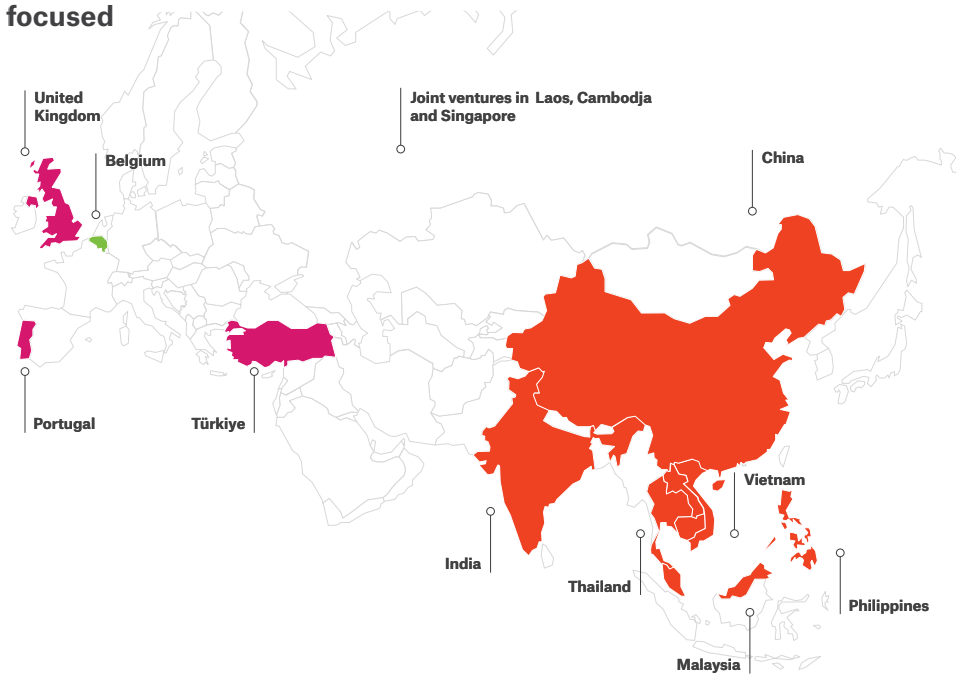 focused
United
Kingdom
Belgium
Joint ventures in Laos, Cambodja
and Singapore
China
Portugal
Türkiye
Vietnam
India
Thailand
Philippines
Malaysia